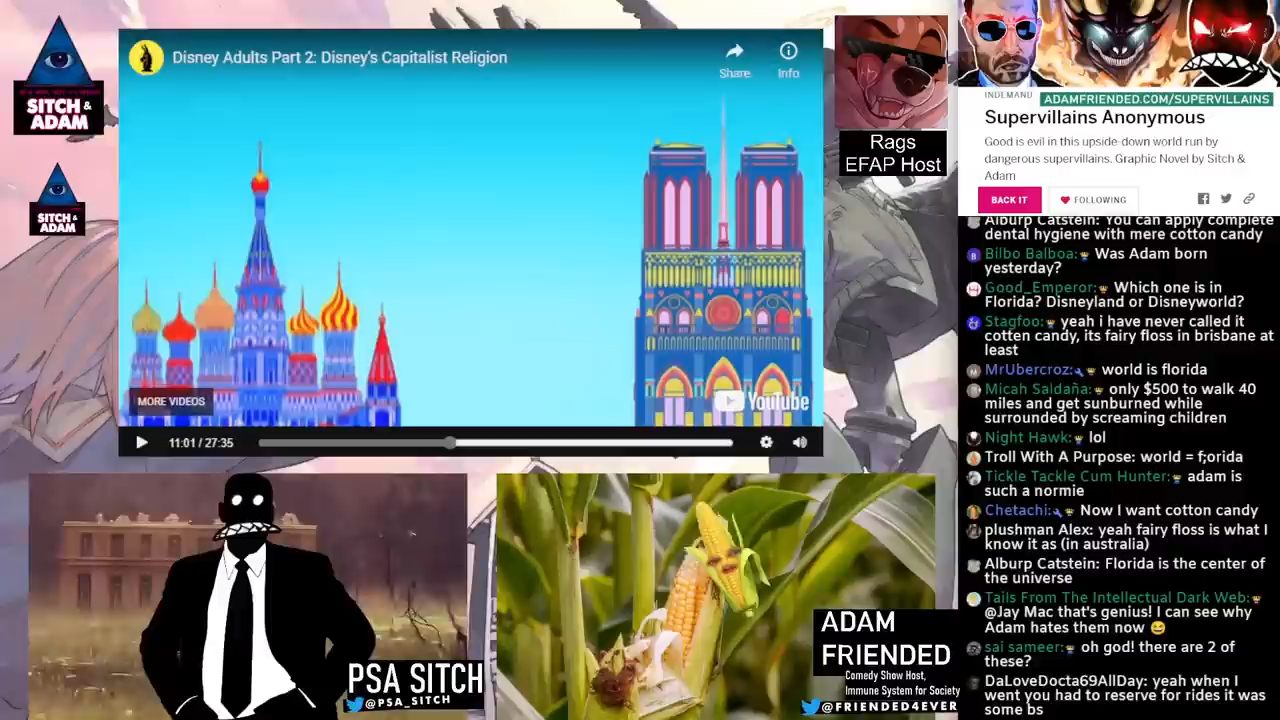 SITCH &
ADAM
SITCH &
ADAM
Disney Adults Part 2: Disney's Capitalist Religion
Share
Info
MORE VIDEOS
YouTube
11:01 / 27:35
Rags
EFAP Host
PSA SITCH
@PSA_SITCH
ADAM
FRIENDED
Comedy Show Host,
Immune System for Society
@FRIENDED4EVER
INDEMAND
ADAMFRIENDED.COM/SUPERVILLAINS
Supervillains Anonymous
Good is evil in this upside-down world run by
dangerous supervillains. Graphic Novel by Sitch &
Adam
BACK IT
FOLLOWING
Alburp Catstein: You can apply complete
dental hygiene with mere cotton candy
Bilbo Balboa: Was Adam born
yesterday?
Good_Emperor: Which one is in
Florida? Disneyland or Disneyworld?
Stagfoo: yeah i have never called it
cotten candy, its fairy floss in brisbane at
least
MrUbercroz: world is florida
Micah Saldaña: only $500 to walk 40
miles and get sunburned while
surrounded by screaming children
Night Hawk: lol
Troll With A Purpose: world = f;orida
Tickle Tackle Cum Hunter: adam is
such a normie
Chetachi: Now I want cotton candy
plushman Alex: yeah fairy floss is what I
know it as (in australia)
Alburp Catstein: Florida is the center of
the universe
Tails From The Intellectual Dark Web:
@Jay Mac that's genius! I can see why
Adam hates them now 😆
sai sameer: oh god! there are 2 of
these?
DaLoveDocta69AllDay: yeah when I
went you had to reserve for rides it was
some bs